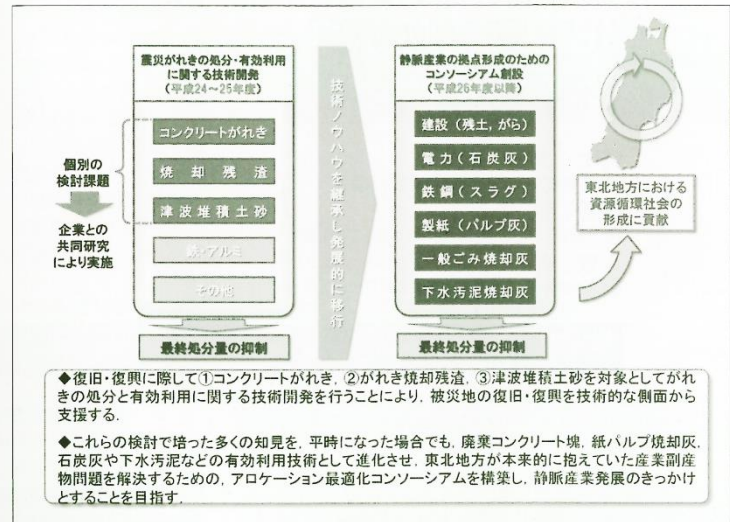 震災がれきの処分・有効利用
に関する技術開発
（平成24～25年度）
コンクリートがれき
焼 却 残 渣
津 波 堆 積 土 砂
鉄・アルミ
その他
最終処分量の抑制
個別の
検討課題
企業との
共同研究
により実施
技術ノウハウを継承し発展的に移行
静脈産業の拠点形成のための
コンソーシアム創設
（平成26年度以降）
建設（残土，がら）
電力（石炭灰）
鉄鋼（スラグ）
製紙（パルプ灰）
一般ごみ焼却灰
下水汚泥焼却灰
最終処分量の抑制
東北地方における
資源循環社会の
形成に貢献
◆復旧・復興に際して①コンクリートがれき，②がれき焼却残渣，③津波堆積土砂を対象としてがれ
きの処分と有効利用に関する技術開発を行うことにより，被災地の復旧・復興を技術的な側面から
支援する．
◆これらの検討で培った多くの知見を，平時になった場合でも，廃棄コンクリート塊，紙パルプ焼却灰，
石炭灰や下水汚泥などの有効利用技術として進化させ，東北地方が本来的に抱えていた産業副産
物問題を解決するための，アロケーション最適化コンソーシアムを構築し，静脈産業発展のきっかけ
とすることを目指す．